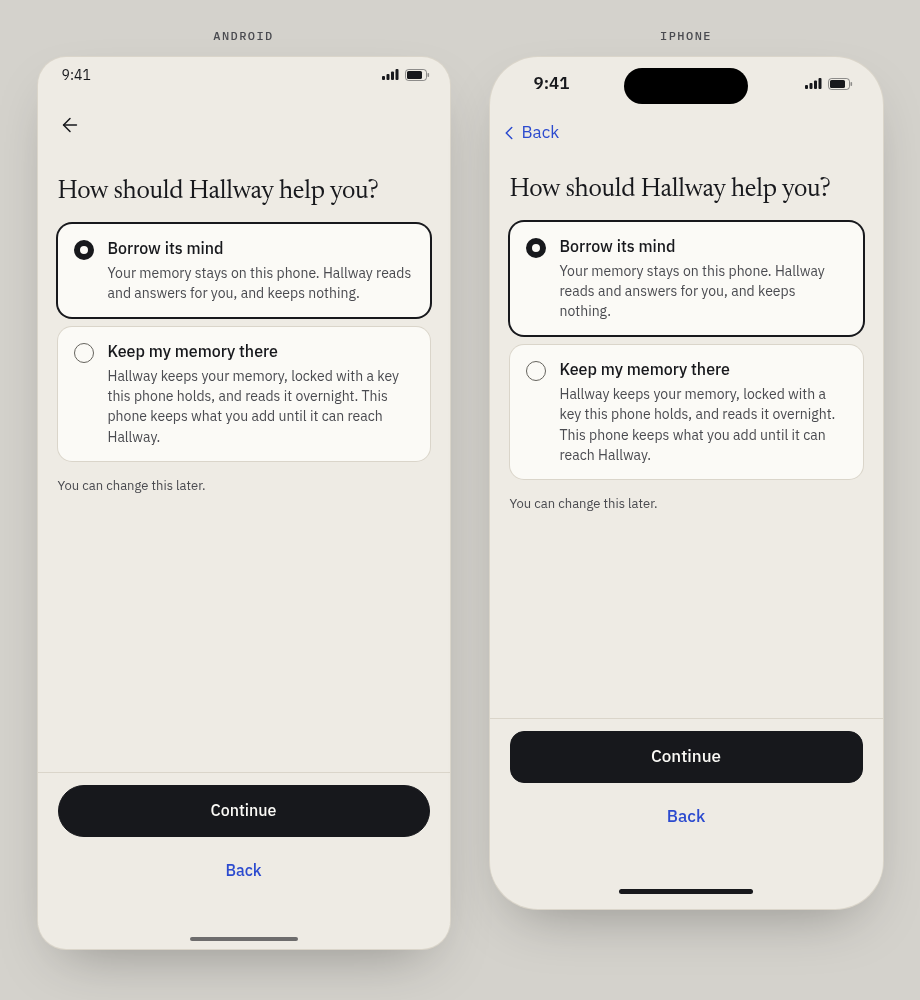 ANDROID
9:41
How should Hallway help you?
Borrow its mind
Your memory stays on this phone. Hallway reads
and answers for you, and keeps nothing.
Keep my memory there
Hallway keeps your memory, locked with a key
this phone holds, and reads it overnight. This
phone keeps what you add until it can reach
Hallway.
You can change this later.
Continue
Back
IPHONE
9:41
Back
How should Hallway help you?
Borrow its mind
Your memory stays on this phone. Hallway
reads and answers for you, and keeps
nothing.
Keep my memory there
Hallway keeps your memory, locked with a
key this phone holds, and reads it overnight.
This phone keeps what you add until it can
reach Hallway.
You can change this later.
Continue
Back